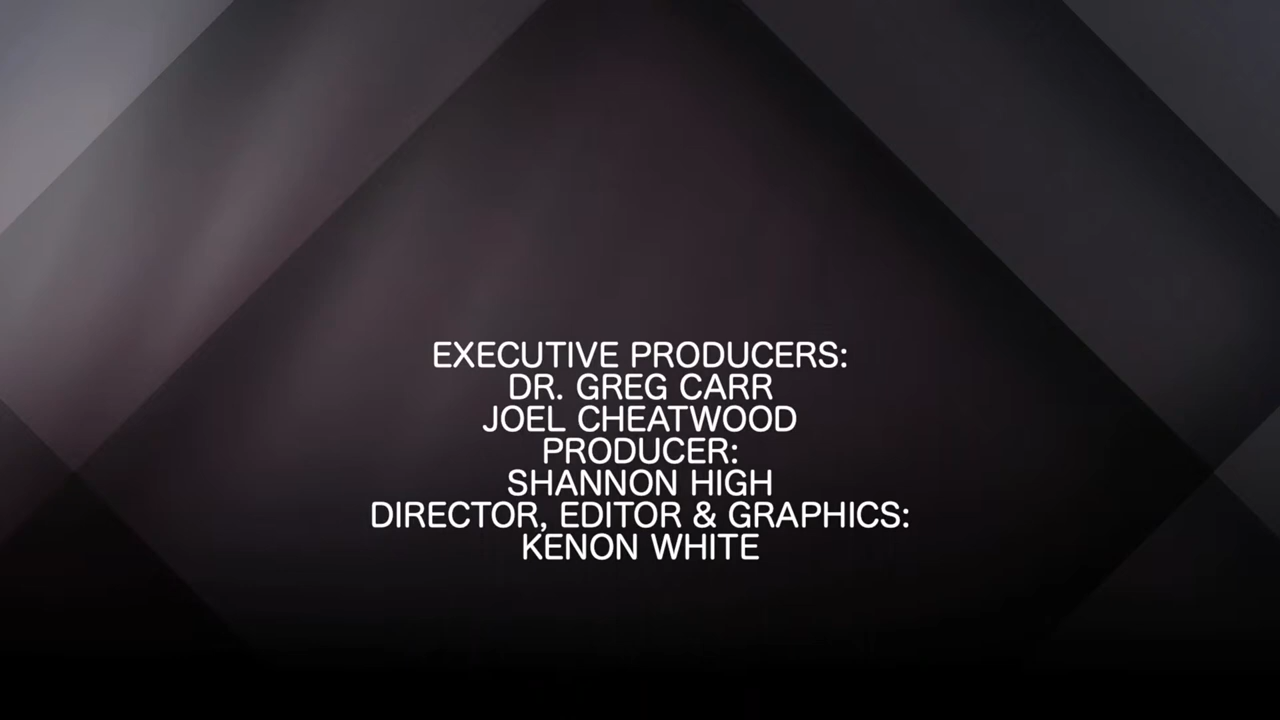 EXECUTIVE PRODUCERS:
DR. GREG CARR
JOEL CHEATWOOD
PRODUCER:
SHANNON HIGH
DIRECTOR, EDITOR & GRAPHICS:
KENON WHITE